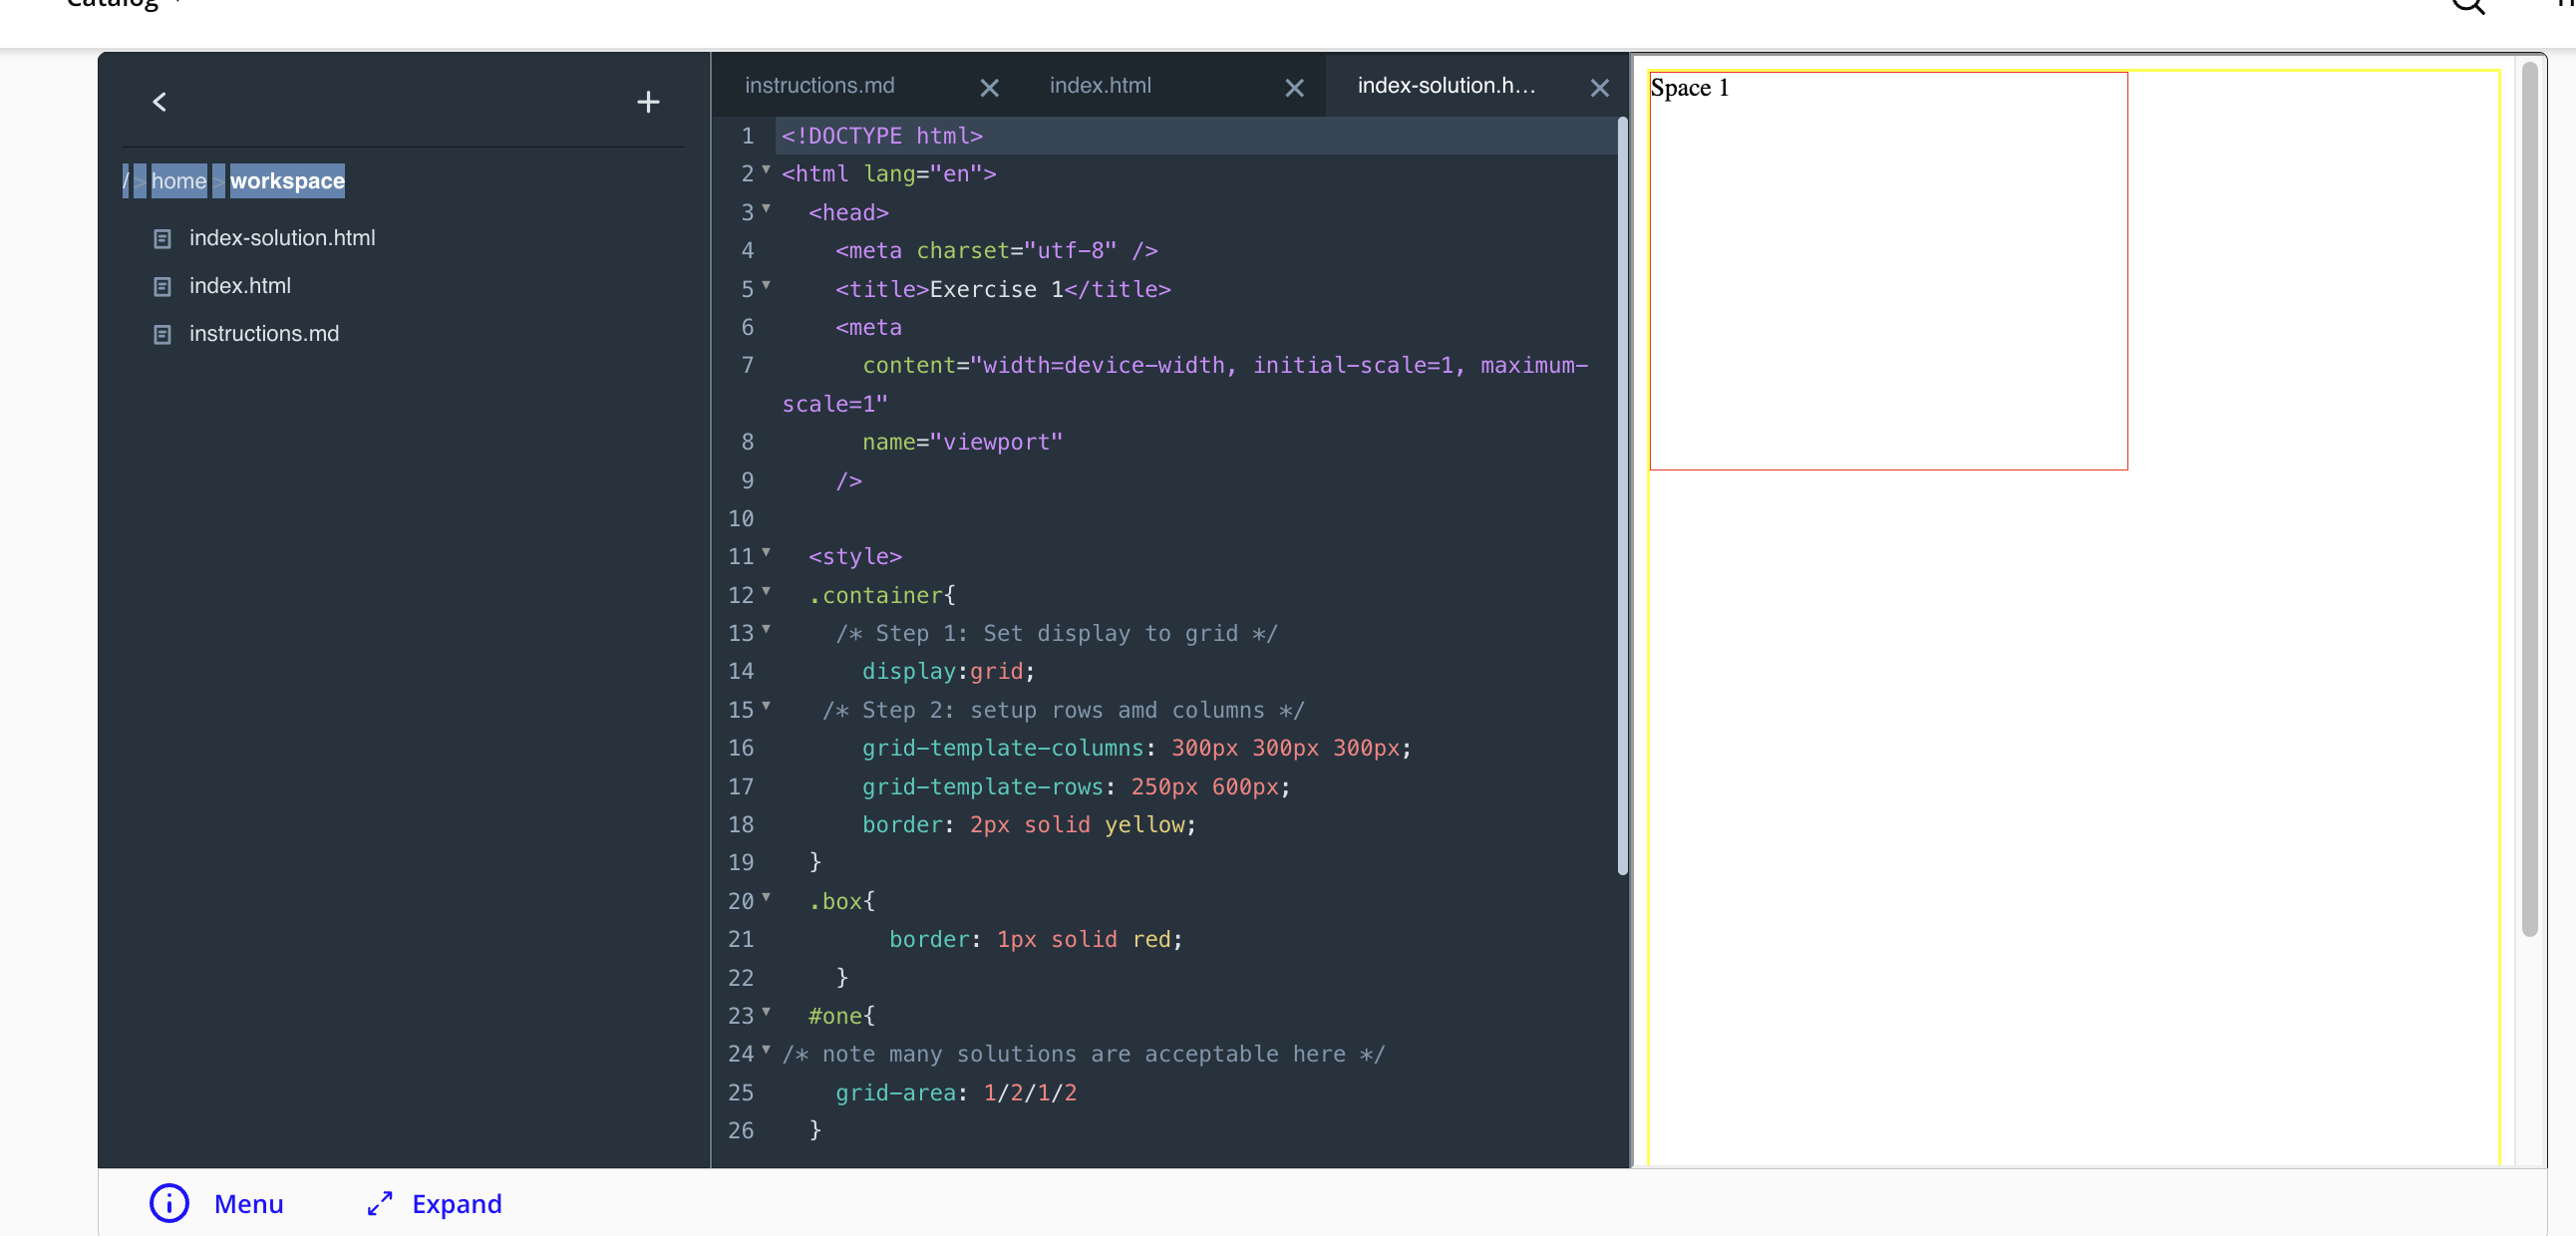 Catalog
/ > home > workspace
index-solution.html
index.html
instructions.md
instructions.md
index.html
index-solution.h...
1 <!DOCTYPE html>
2 <html lang="en">
3 <head>
4 <meta charset="utf-8" />
5 <title>Exercise 1</title>
6 <meta
7 content="width=device-width, initial-scale=1, maximum-
scale=1"
8 name="viewport"
9 />
10
11 <style>
12 .container{
13 /* Step 1: Set display to grid */
14 display:grid;
15 /* Step 2: setup rows amd columns */
16 grid-template-columns: 300px 300px 300px;
17 grid-template-rows: 250px 600px;
18 border: 2px solid yellow;
19 }
20 .box{
21 border: 1px solid red;
22 }
23 #one{
24 /* note many solutions are acceptable here */
25 grid-area: 1/2/1/2
26 }
Space 1
Menu
Expand